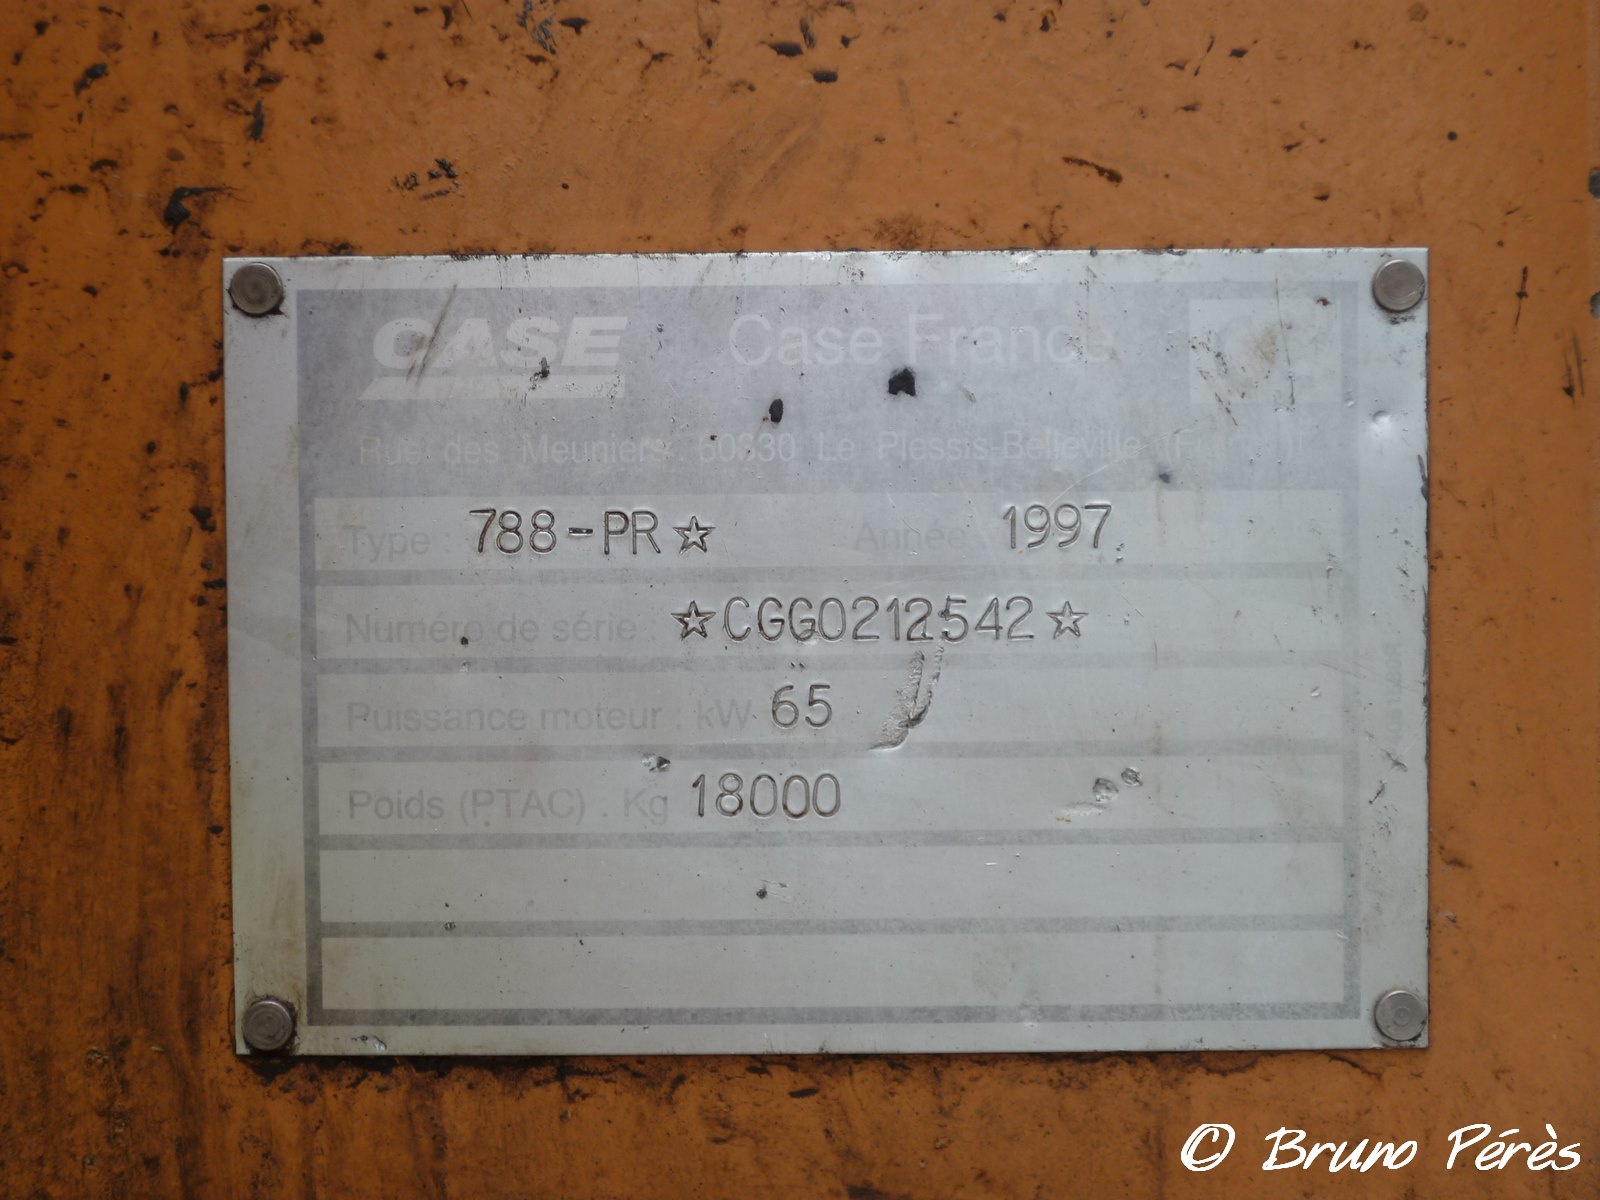 CASE Case France
Rue des Meuniers 60330 Le Plessis-Belleville
Type : 788-PR☆ Année 1997
Numéro de série : ☆CGG0212542☆
Puissance moteur : kW 65
Poids (PTAC) : Kg 18000
© Bruno Pérès